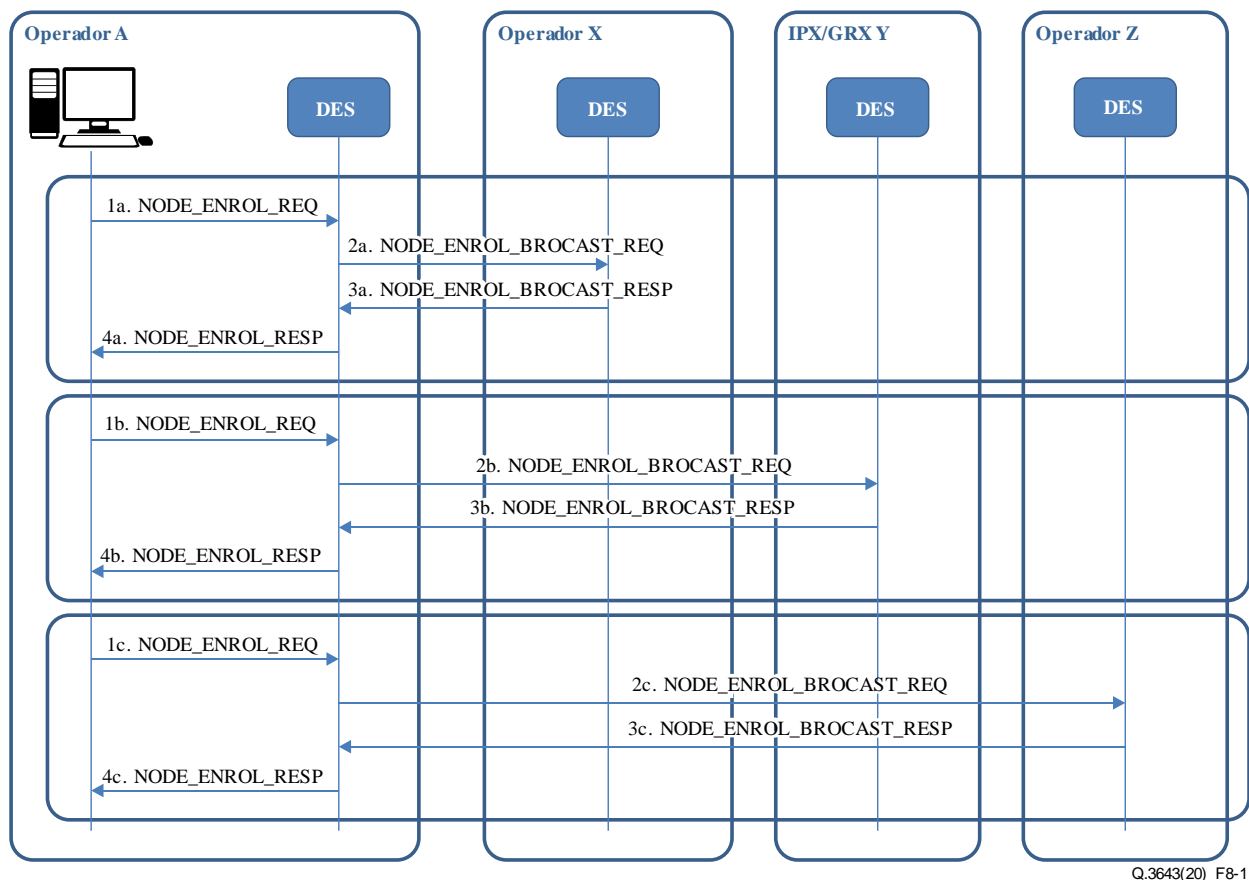 Operador A
Operador X
IPX/GRX Y
Operador Z
DES
DES
DES
DES
1a. NODE_ENROL_REQ
2a. NODE_ENROL_BROCAST_REQ
3a. NODE_ENROL_BROCAST_RESP
4a. NODE_ENROL_RESP
1b. NODE_ENROL_REQ
2b. NODE_ENROL_BROCAST_REQ
3b. NODE_ENROL_BROCAST_RESP
4b. NODE_ENROL_RESP
1c. NODE_ENROL_REQ
2c. NODE_ENROL_BROCAST_REQ
3c. NODE_ENROL_BROCAST_RESP
4c. NODE_ENROL_RESP
Q.3643(20)_F8-1